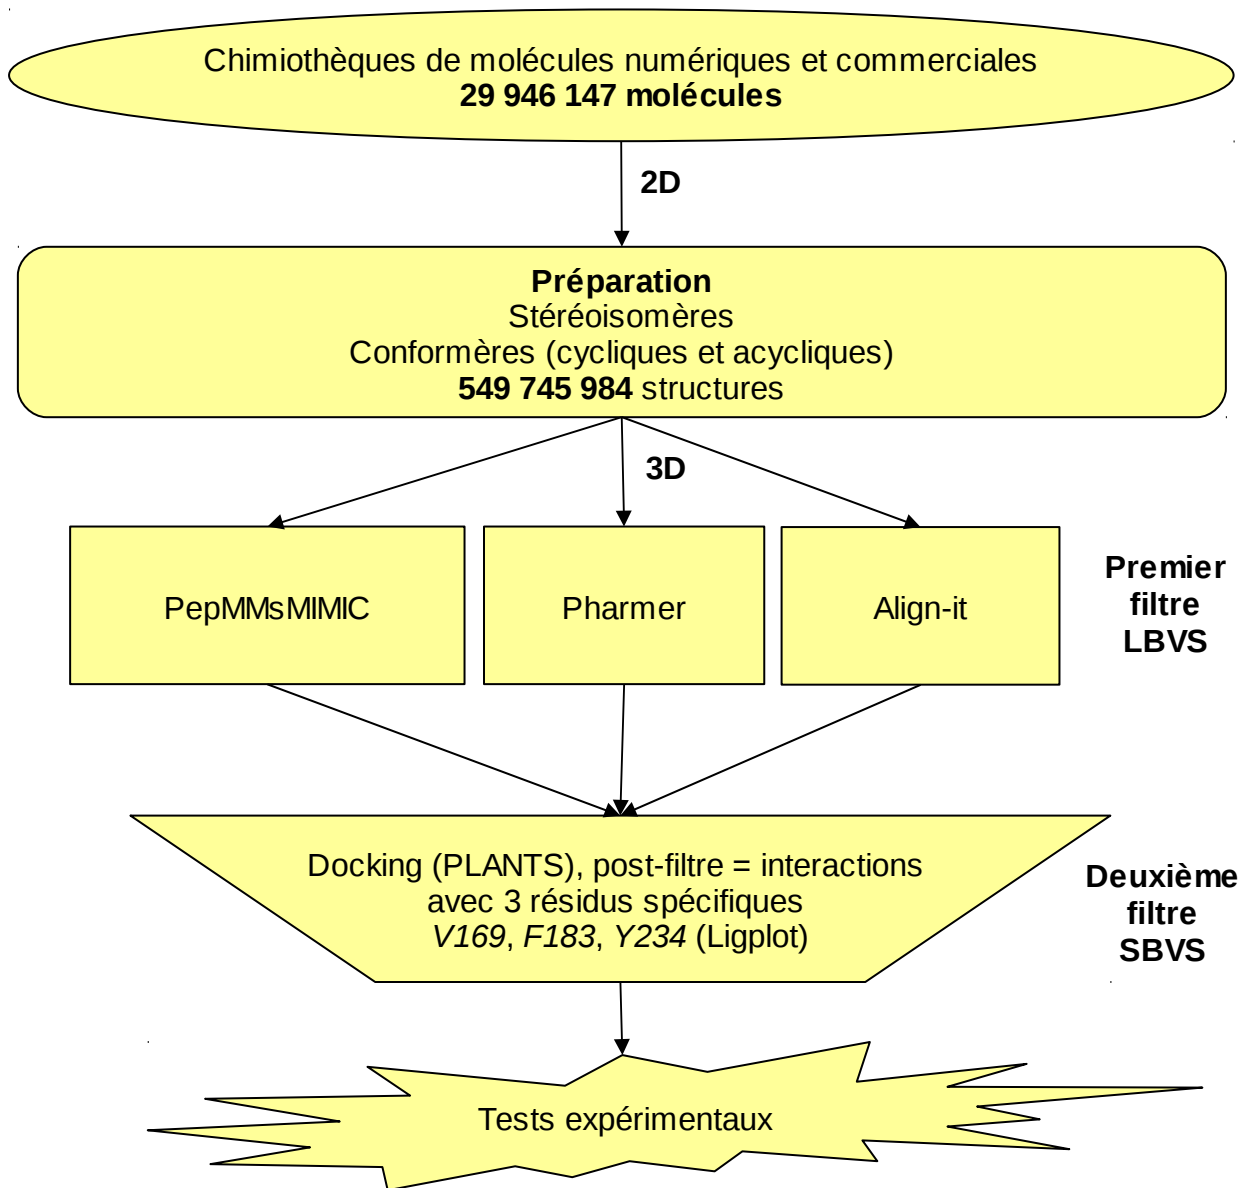 Chimiothèques de molécules numériques et commerciales
29 946 147 molécules
2D
Préparation
Stéréoisomères
Conformères (cycliques et acycliques)
549 745 984 structures
3D
PepMMsMIMIC
Pharmer
Align-it
Premier
filtre
LBVS
Docking (PLANTS), post-filtre = interactions
avec 3 résidus spécifiques
V169, F183, Y234 (Ligplot)
Deuxième
filtre
SBVS
Tests expérimentaux